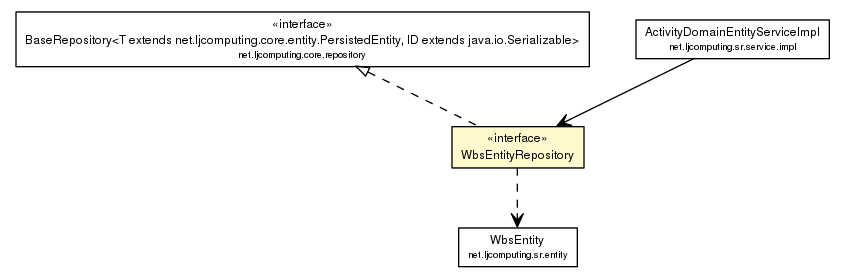 «interface»
BaseRepository<T extends net.ljcomputing.core.entity.PersistedEntity, ID extends java.io.Serializable>
net.ljcomputing.core.repository
ActivityDomainEntityServiceImpl
net.ljcomputing.sr.service.impl
«interface»
WbsEntityRepository
WbsEntity
net.ljcomputing.sr.entity